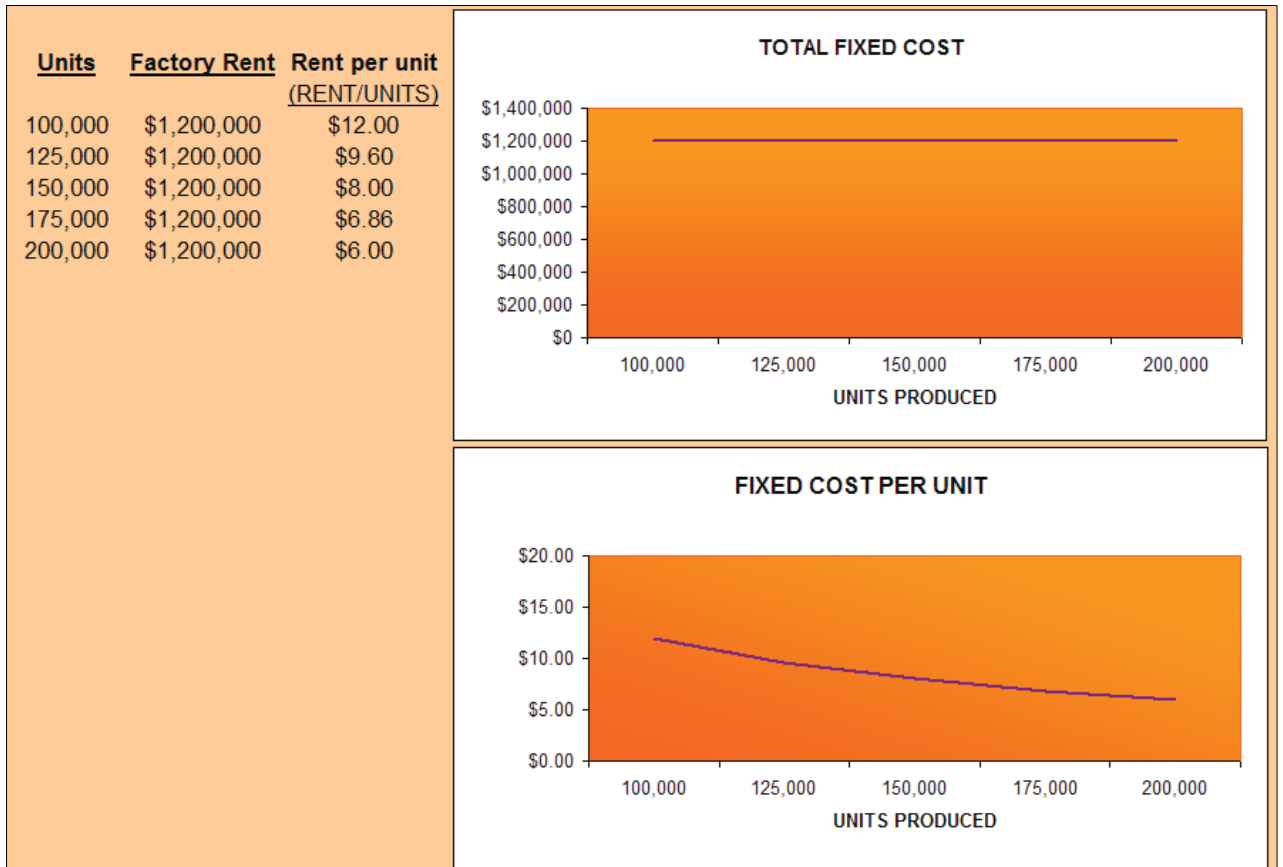 Units Factory Rent Rent per unit
(RENT/UNITS)
100,000 $1,200,000 $12.00
125,000 $1,200,000 $9.60
150,000 $1,200,000 $8.00
175,000 $1,200,000 $6.86
200,000 $1,200,000 $6.00
TOTAL FIXED COST
$1,400,000
$1,200,000
$1,000,000
$800,000
$600,000
$400,000
$200,000
$0
100,000 125,000 150,000 175,000 200,000
UNITS PRODUCED
FIXED COST PER UNIT
$20.00
$15.00
$10.00
$5.00
$0.00
100,000 125,000 150,000 175,000 200,000
UNITS PRODUCED